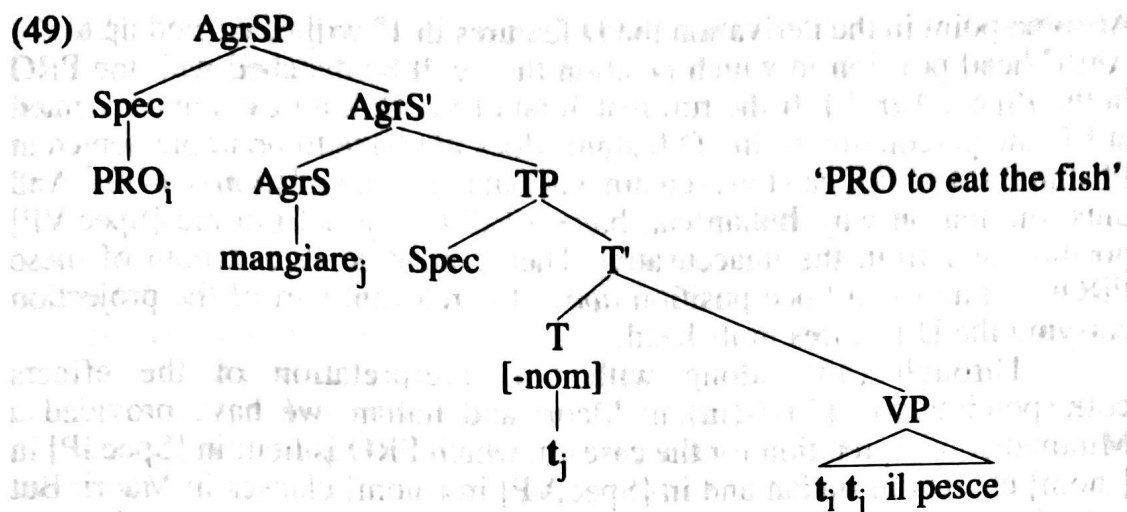 (49) AgrSP
Spec AgrS'
PRO_i AgrS TP 'PRO to eat the fish'
mangiare_j Spec T'
T
[-nom] VP
t_j
t_i t_j il pesce